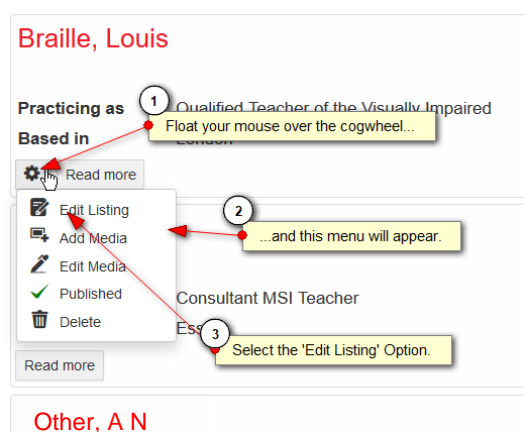 Braille, Louis
Practicing as Qualified Teacher of the Visually Impaired
1
Float your mouse over the cogwheel...
Based in London
Read more
Edit Listing
2
Add Media
...and this menu will appear.
Edit Media
Published
Consultant MSI Teacher
Delete
3
Select the 'Edit Listing' Option.
Read more
Other, A N